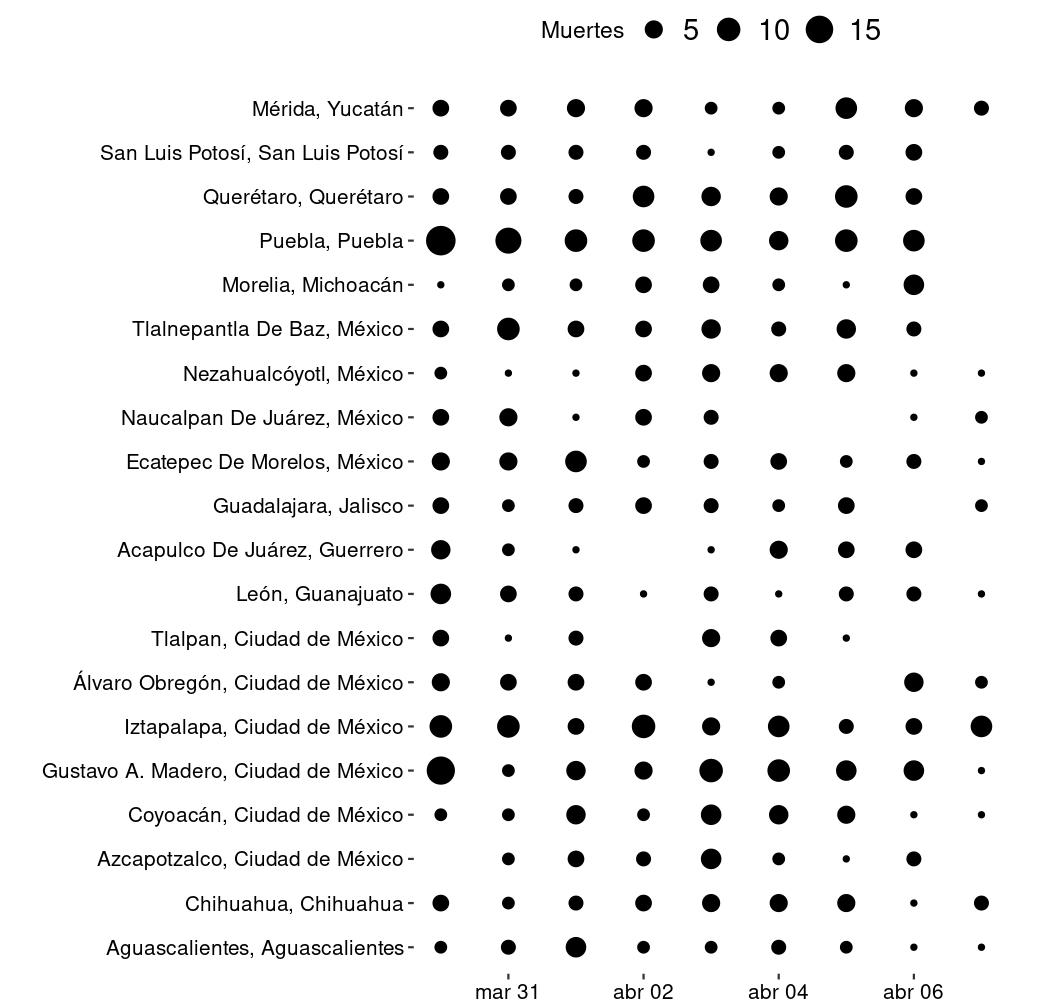 Muertes 5 10 15
Mérida, Yucatán
San Luis Potosí, San Luis Potosí
Querétaro, Querétaro
Puebla, Puebla
Morelia, Michoacán
Tlalnepantla De Baz, México
Nezahualcóyotl, México
Naucalpan De Juárez, México
Ecatepec De Morelos, México
Guadalajara, Jalisco
Acapulco De Juárez, Guerrero
León, Guanajuato
Tlalpan, Ciudad de México
Álvaro Obregón, Ciudad de México
Iztapalapa, Ciudad de México
Gustavo A. Madero, Ciudad de México
Coyoacán, Ciudad de México
Azcapotzalco, Ciudad de México
Chihuahua, Chihuahua
Aguascalientes, Aguascalientes
mar 31 abr 02 abr 04 abr 06